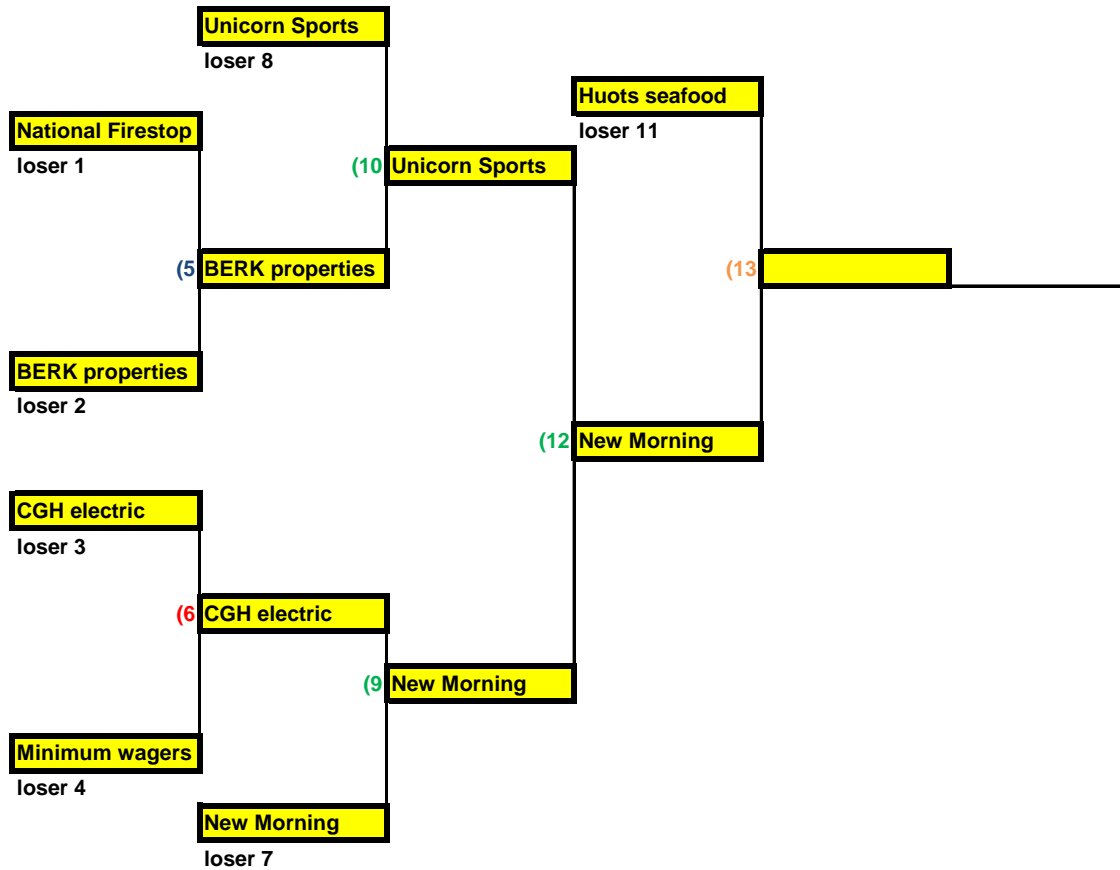 Unicorn Sports
loser 8
Huots seafood
loser 11
National Firestop
loser 1
(10 Unicorn Sports
(5 BERK properties
(13
BERK properties
loser 2
(12 New Morning
CGH electric
loser 3
(6 CGH electric
(9 New Morning
Minimum wagers
loser 4
New Morning
loser 7